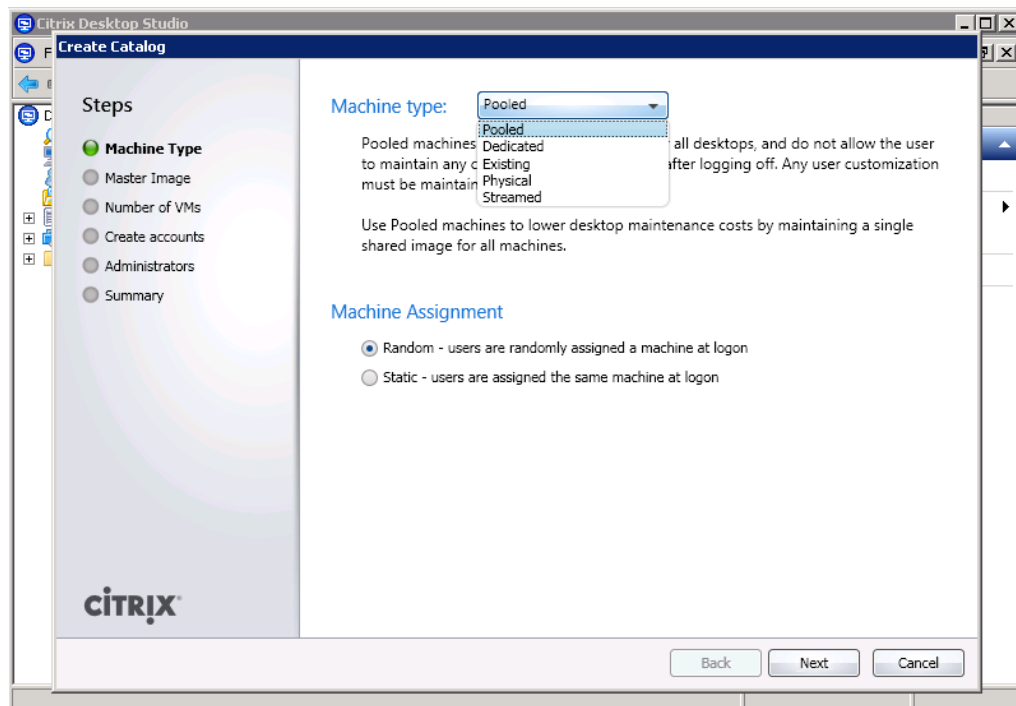 Citrix Desktop Studio
F
Create Catalog
D
Steps
Machine Type
Master Image
Number of VMs
Create accounts
Administrators
Summary
Machine type: Pooled
Pooled
Dedicated
Existing
Physical
Streamed
Pooled machines all desktops, and do not allow the user
to maintain any after logging off. Any user customization
must be maintain
Use Pooled machines to lower desktop maintenance costs by maintaining a single
shared image for all machines.
Machine Assignment
Random - users are randomly assigned a machine at logon
Static - users are assigned the same machine at logon
CITRIX
Back Next Cancel